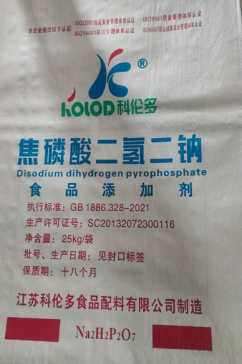 ®
HOLOD科伦多
焦磷酸二氢二钠
Disodium dihydrogen pyrophosphate
食品添加剂
执行标准: GB 1886.328-2021
生产许可证号: SC20132072300116
净含量: 25kg/袋
批号、生产日期: 见封口标签
保质期: 十八个月
江苏科伦多食品配料有限公司制造
Na2H2P2O7